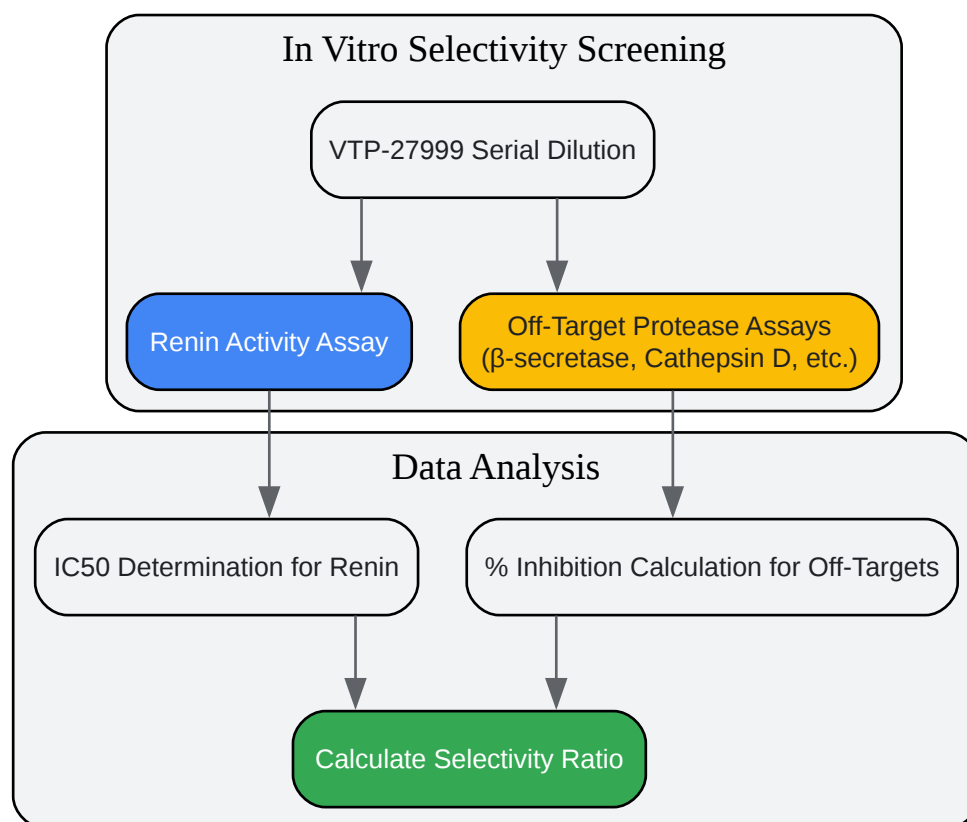 In Vitro Selectivity Screening
VTP-27999 Serial Dilution
Renin Activity Assay
Off-Target Protease Assays
(β-secretase, Cathepsin D, etc.)
Data Analysis
IC50 Determination for Renin
% Inhibition Calculation for Off-Targets
Calculate Selectivity Ratio